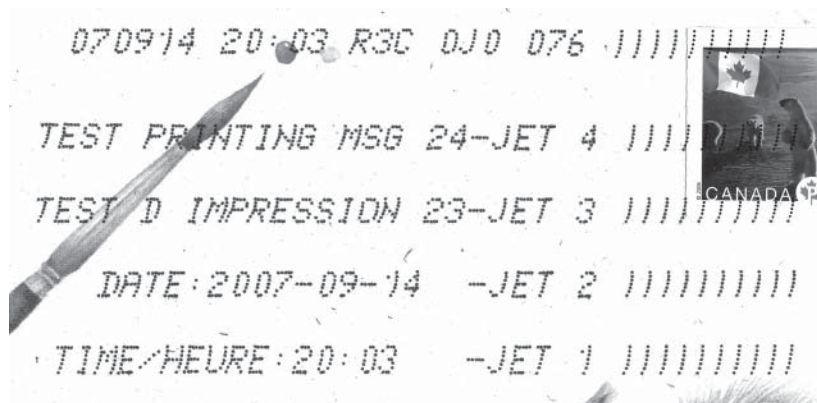 070914 20:03 R3C 0J0 076 ))))))))))
TEST PRINTING MSG 24-JET 4 ))))))))))
CANADA
TEST D IMPRESSION 23-JET 3 ))))))))))
DATE:2007-09-14 -JET 2 ))))))))))
TIME/HEURE:20:03 -JET 1 ))))))))))